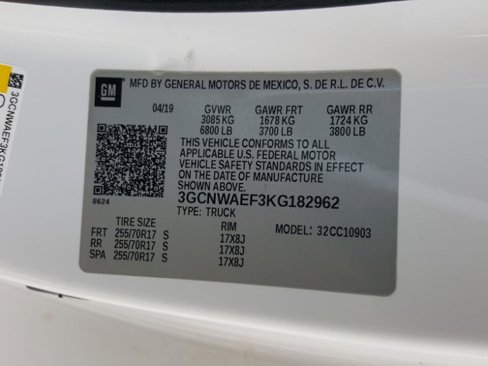 3GCNWAEF3KG18
GM
MFD BY GENERAL MOTORS DE MEXICO, S. DE R.L. DE C.V.
04/19 GVWR GAWR FRT GAWR RR
3085 KG 1678 KG 1724 KG
6800 LB 3700 LB 3800 LB
THIS VEHICLE CONFORMS TO ALL
APPLICABLE U.S. FEDERAL MOTOR
VEHICLE SAFETY STANDARDS IN EFFECT
ON THE DATE OF MANUFACTURE
SHOWN ABOVE.
8624 3GCNWAEF3KG182962
TYPE: TRUCK
TIRE SIZE RIM MODEL: 32CC10903
FRT 255/70R17 S 17X8J
RR 255/70R17 S 17X8J
SPA 255/70R17 S 17X8J